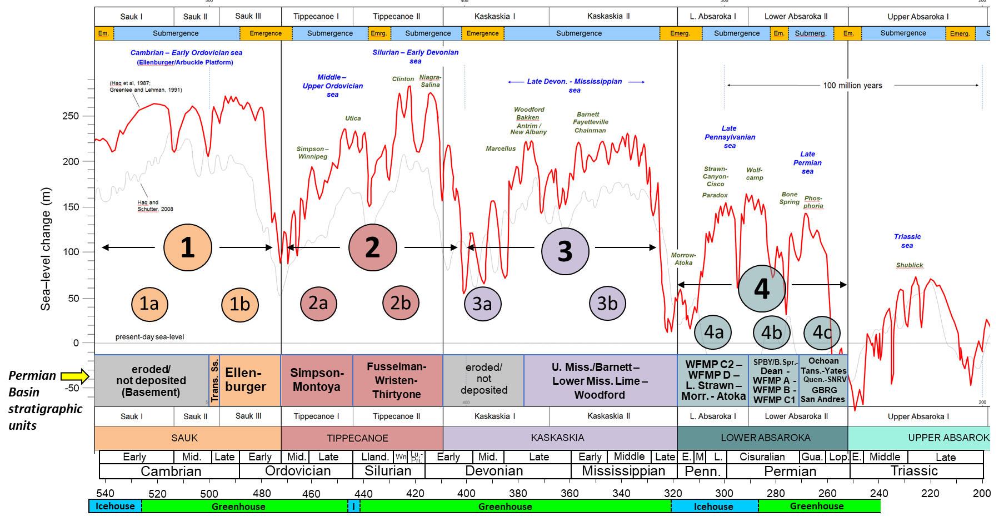 500
400
300
200
Sauk I
Sauk II
Sauk III
Tippecanoe I
Tippecanoe II
Kaskaskia I
Kaskaskia II
L. Absaroka I
Lower Absaroka II
Upper Absaroka I
Em.
Submergence
Emergence
Submergence
Emrg.
Submergence
Emergence
Submergence
Emerg.
Submergence
Em.
Submerg.
Em.
Submergence
Emerg.
S
Cambrian – Early Ordovician sea
(Ellenburger/Arbuckle Platform)
Silurian – Early Devonian
sea
Middle –
Upper Ordovician
sea
Clinton
Niagra-
Salina
Late Devon. - Mississippian
sea
100 million years
(Haq et al, 1987;
Greenlee and Lehman, 1991)
Utica
Simpson –
Winnipeg
Woodford
Bakken
Antrim /
New Albany
Marcellus
Barnett
Fayetteville
Chainman
Late
Pennsylvanian
sea
Late
Permian
sea
Strawn-
Canyon-
Cisco
Paradox
Wolf-
camp
Bone
Spring
Phos-
phoria
Morrow-
Atoka
Triassic
sea
Shublick
Haq and
Schutter, 2008
Sea–level change (m)
250
200
150
100
50
0
-50
1
2
3
4
1a
1b
2a
2b
3a
3b
4a
4b
4c
present-day sea-level
Permian
Basin
stratigraphic
units
eroded/
not deposited
(Basement)
Trans. Ss.
Ellen-
burger
Simpson-
Montoya
Fusselman-
Wristen-
Thirtyone
eroded/
not
deposited
U. Miss./Barnett –
Lower Miss. Lime –
Woodford
WFMP C2 –
WFMP D –
L. Strawn –
Morr. - Atoka
SPBY/B.Spr.-
Dean -
WFMP A -
WFMP B -
WFMP C1
Ochoan
Tans.-Yates
Quen.-SNRV
GBRG
San Andres
400
200
Sauk I
Sauk II
Sauk III
Tippecanoe I
Tippecanoe II
Kaskaskia I
Kaskaskia II
L. Absaroka I
Lower Absaroka II
Upper Absaroka I
SAUK
TIPPECANOE
KASKASKIA
LOWER ABSAROKA
UPPER ABSAROK
Early
Mid.
Late
Early
Mid.
Late
Lland.
Wn.
Lu.-
Pri.
Early
Mid.
Late
Early
Middle
Late
E.
M
L.
Cisuralian
Gua.
Lop.
E.
Middle
Late
Cambrian
Ordovician
Silurian
Devonian
Mississippian
Penn.
Permian
Triassic
540
520
500
480
460
440
420
400
380
360
340
320
300
280
260
240
220
200
Icehouse
Greenhouse
I
Greenhouse
Icehouse
Greenhouse